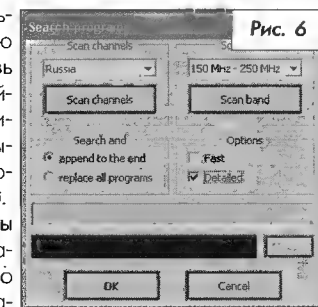 Search programs
Рис. 6
Scan channels
Russia
150 MHz - 250 MHz
Scan channels
Scan band
Search and
Options
append to the end
Fast
replace all programs
Detailed
OK
Cancel